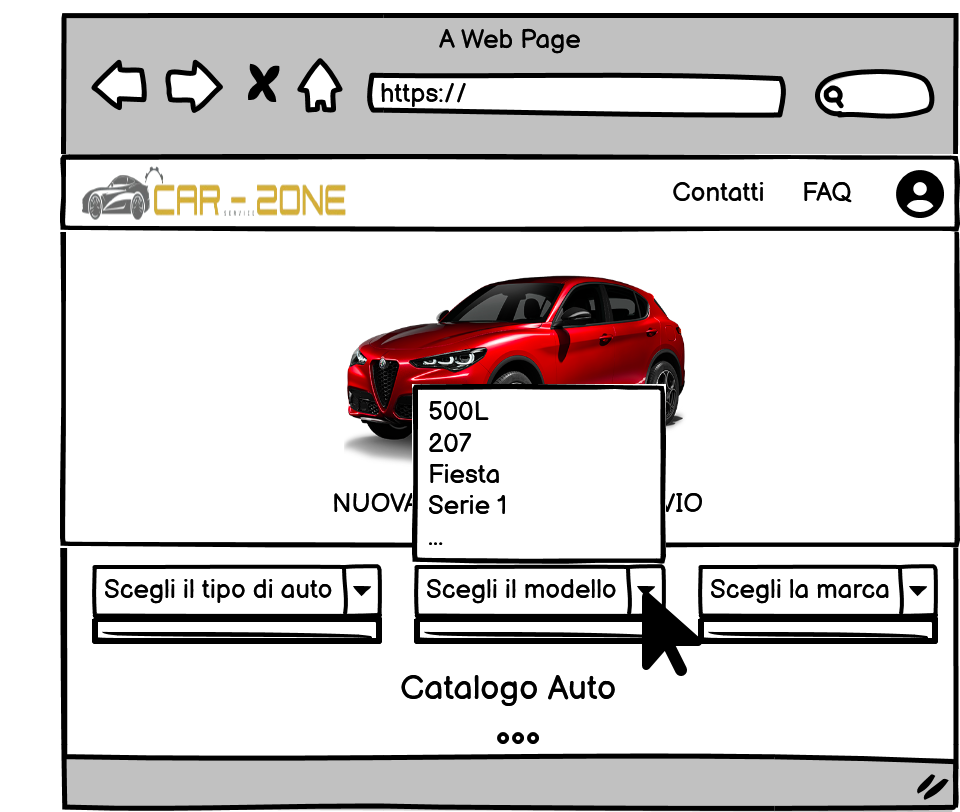 A Web Page
https://
CAR - ZONE
SERVICE
Contatti FAQ
500L
207
Fiesta
Serie 1
...
NUOVA VIO
Scegli il tipo di auto
Scegli il modello
Scegli la marca
Catalogo Auto